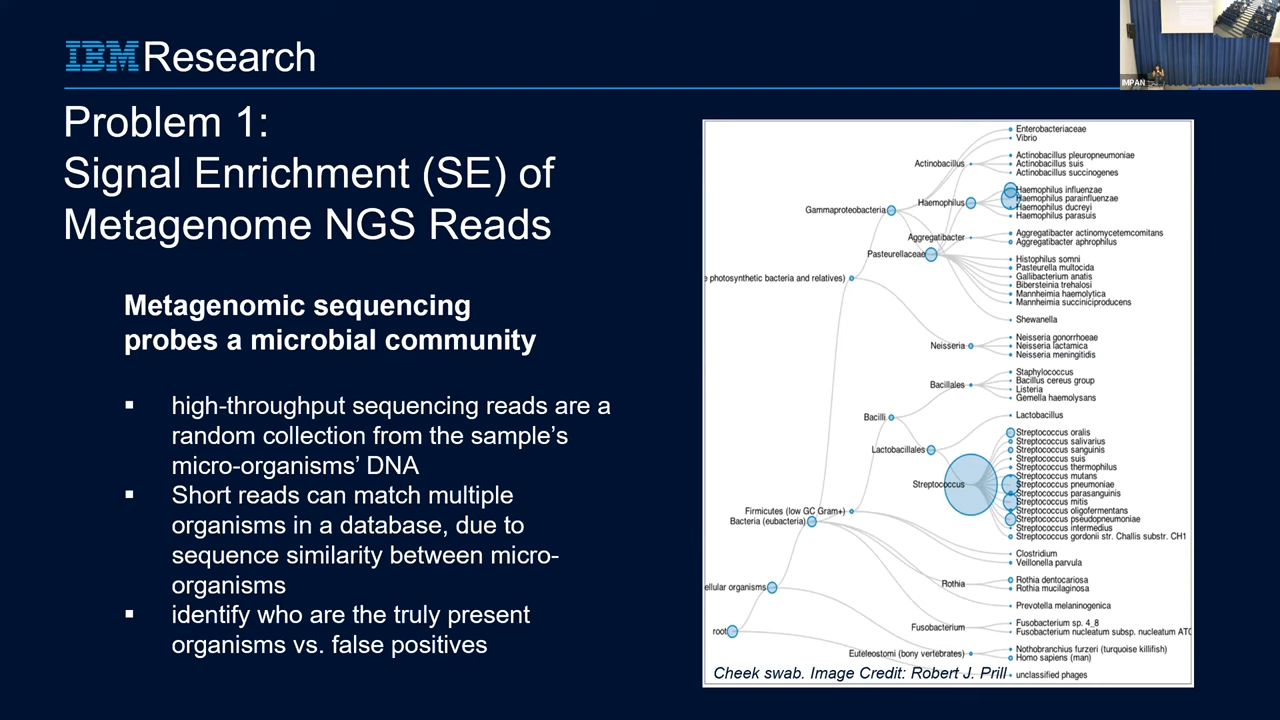 IBM Research
IMPAN
Problem 1:
Signal Enrichment (SE) of
Metagenome NGS Reads
Metagenomic sequencing
probes a microbial community
▪ high-throughput sequencing reads are a
random collection from the sample's
micro-organisms' DNA
▪ Short reads can match multiple
organisms in a database, due to
sequence similarity between micro-
organisms
▪ identify who are the truly present
organisms vs. false positives
Enterobacteriaceae
Vibrio
Actinobacillus pleuropneumoniae
Actinobacillus
Actinobacillus suis
Actinobacillus succinogenes
Haemophilus influenzae
Haemophilus parainfluenzae
Haemophilus
Haemophilus ducreyi
Gammaproteobacteria
Haemophilus parasuis
Aggregatibacter actinomycetemcomitans
Aggregatibacter
Aggregatibacter aphrophilus
Pasteurellaceae
Histophilus somni
Pasteurella multocida
e photosynthetic bacteria and relatives)
Gallibacterium anatis
Bibersteinia trehalosi
Mannheimia haemolytica
Mannheimia succiniciproducens
Shewanella
Neisseria gonorrhoeae
Neisseria
Neisseria lactamica
Neisseria meningitidis
Staphylococcus
Bacillales
Bacillus cereus group
Listeria
Gemella haemolysans
Bacilli
Lactobacillus
Streptococcus oralis
Streptococcus salivarius
Lactobacillales
Streptococcus sanguinis
Streptococcus suis
Streptococcus thermophilus
Streptococcus mutans
Streptococcus
Streptococcus pneumoniae
Streptococcus parasanguinis
Streptococcus mitis
Firmicutes (low GC Gram+)
Streptococcus oligofermentans
Bacteria (eubacteria)
Streptococcus pseudopneumoniae
Streptococcus intermedius
Streptococcus gordonii str. Challis substr. CH1
Clostridium
Veillonella parvula
ellular organisms)
Rothia
Rothia dentocariosa
Rothia mucilaginosa
Prevotella melaninogenica
root
Fusobacterium
Fusobacterium sp. 4_8
Fusobacterium nucleatum subsp. nucleatum ATC
Euteleostomi (bony vertebrates)
Nothobranchius furzeri (turquoise killifish)
Homo sapiens (man)
unclassified phages
Cheek swab. Image Credit: Robert J. Prill